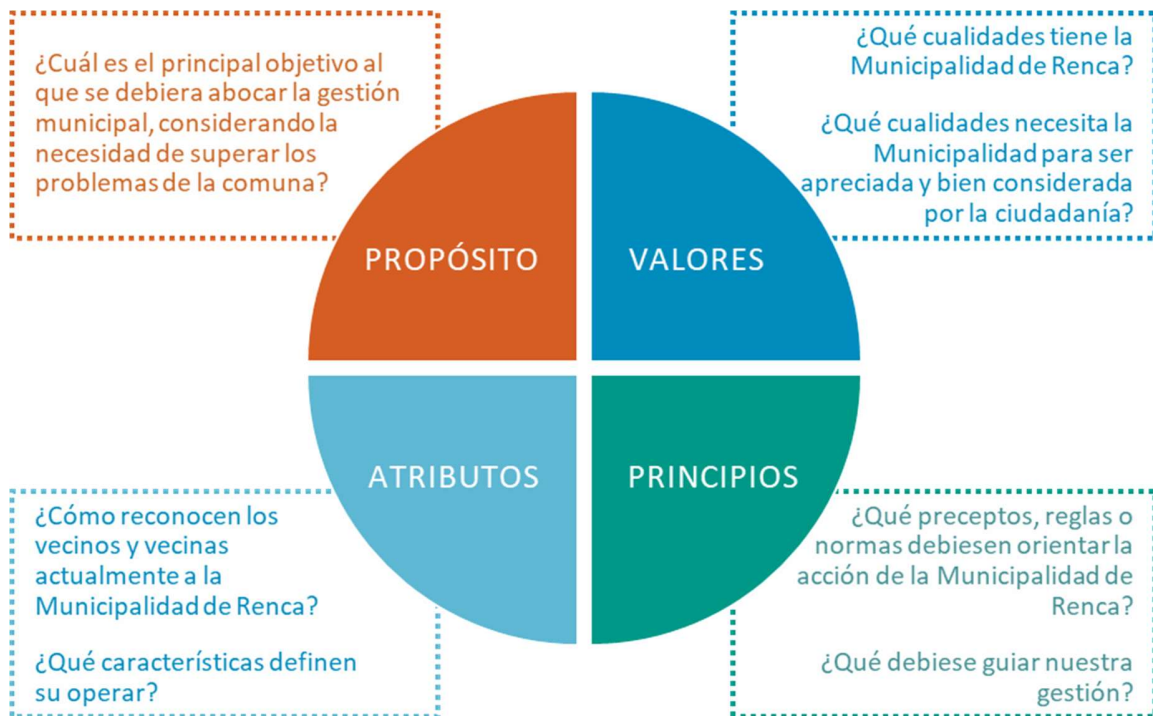 ¿Cuál es el principal objetivo al
que se debiera abocar la gestión
municipal, considerando la
necesidad de superar los
problemas de la comuna?
¿Qué cualidades tiene la
Municipalidad de Renca?
¿Qué cualidades necesita la
Municipalidad para ser
apreciada y bien considerada
por la ciudadanía?
PROPÓSITO
VALORES
ATRIBUTOS
PRINCIPIOS
¿Cómo reconocen los
vecinos y vecinas
actualmente a la
Municipalidad de Renca?
¿Qué características definen
su operar?
¿Qué preceptos, reglas o
normas debiesen orientar la
acción de la Municipalidad de
Renca?
¿Qué debiese guiar nuestra
gestión?